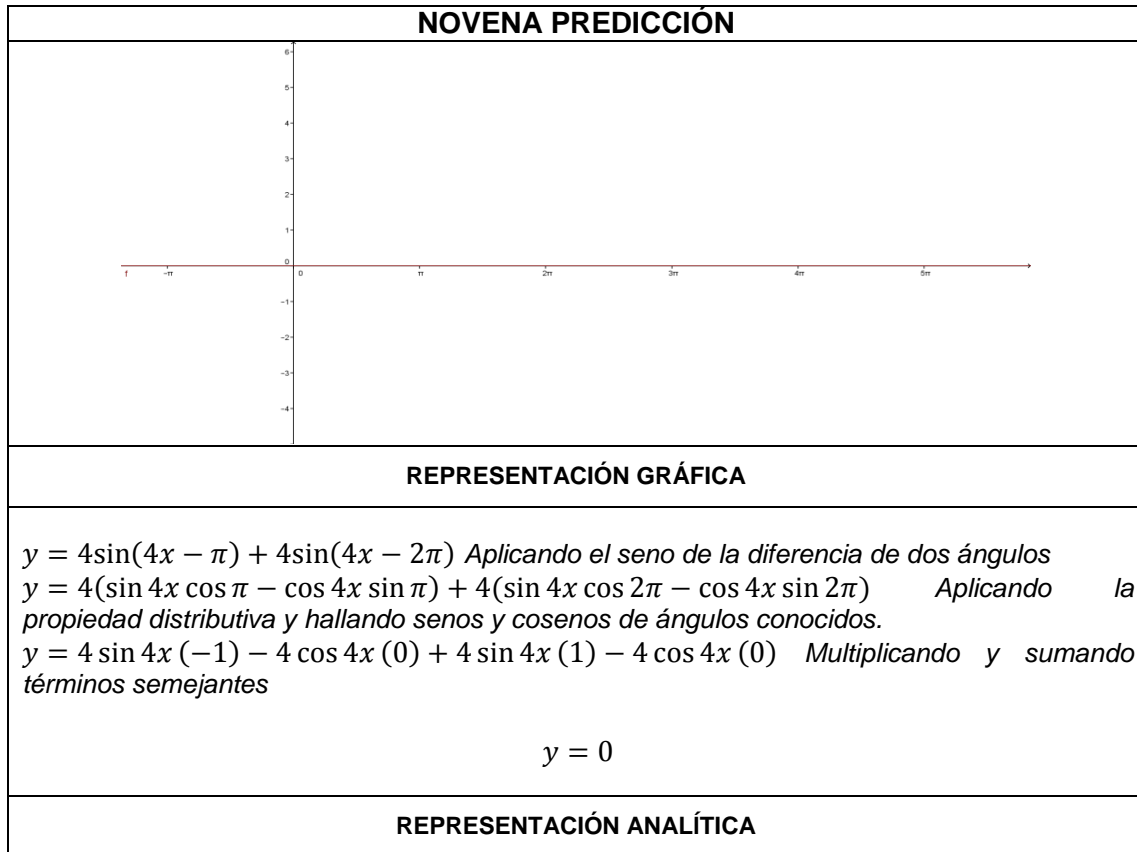 NOVENA PREDICCIÓN
6
5
4
3
2
1
0
f -π 0 π 2π 3π 4π 5π
-1
-2
-3
-4
REPRESENTACIÓN GRÁFICA
y = 4sin(4x − π) + 4sin(4x − 2π) Aplicando el seno de la diferencia de dos ángulos
y = 4(sin 4x cos π − cos 4x sin π) + 4(sin 4x cos 2π − cos 4x sin 2π) Aplicando la
propiedad distributiva y hallando senos y cosenos de ángulos conocidos.
y = 4 sin 4x (−1) − 4 cos 4x (0) + 4 sin 4x (1) − 4 cos 4x (0) Multiplicando y sumando
términos semejantes
y = 0
REPRESENTACIÓN ANALÍTICA